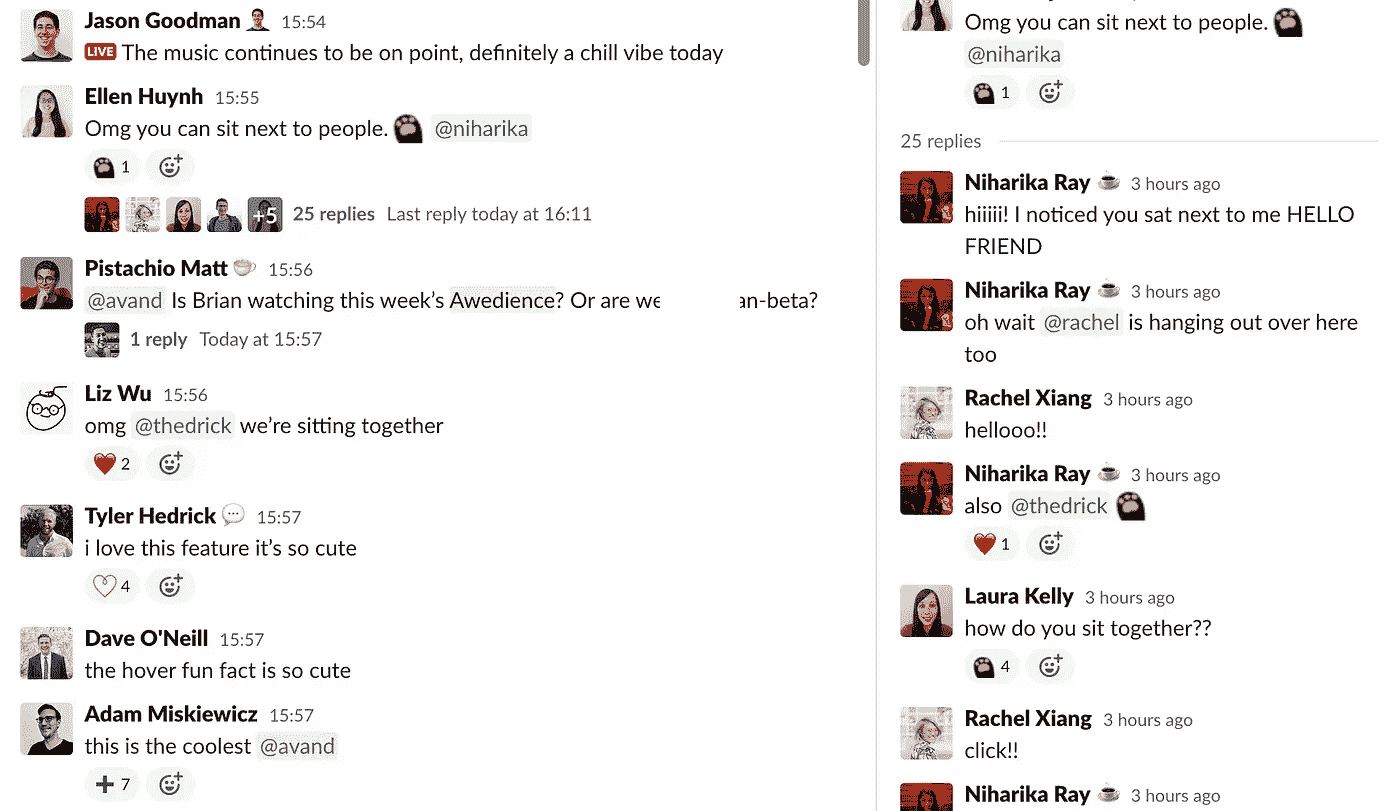 Jason Goodman 15:54
LIVE The music continues to be on point, definitely a chill vibe today
Ellen Huynh 15:55
Omg you can sit next to people. @niharika
1
+5 25 replies Last reply today at 16:11
Pistachio Matt 15:56
@avand Is Brian watching this week’s Awedience? Or are we an-beta?
1 reply Today at 15:57
Liz Wu 15:56
omg @thedrick we’re sitting together
2
Tyler Hedrick 15:57
i love this feature it’s so cute
4
Dave O'Neill 15:57
the hover fun fact is so cute
Adam Miskiewicz 15:57
this is the coolest @avand
7
Omg you can sit next to people.
@niharika
1
25 replies
Niharika Ray 3 hours ago
hiiiii! I noticed you sat next to me HELLO
FRIEND
Niharika Ray 3 hours ago
oh wait @rachel is hanging out over here
too
Rachel Xiang 3 hours ago
hellooo!!
Niharika Ray 3 hours ago
also @thedrick
1
Laura Kelly 3 hours ago
how do you sit together??
4
Rachel Xiang 3 hours ago
click!!
Niharika Ray 3 hours ago